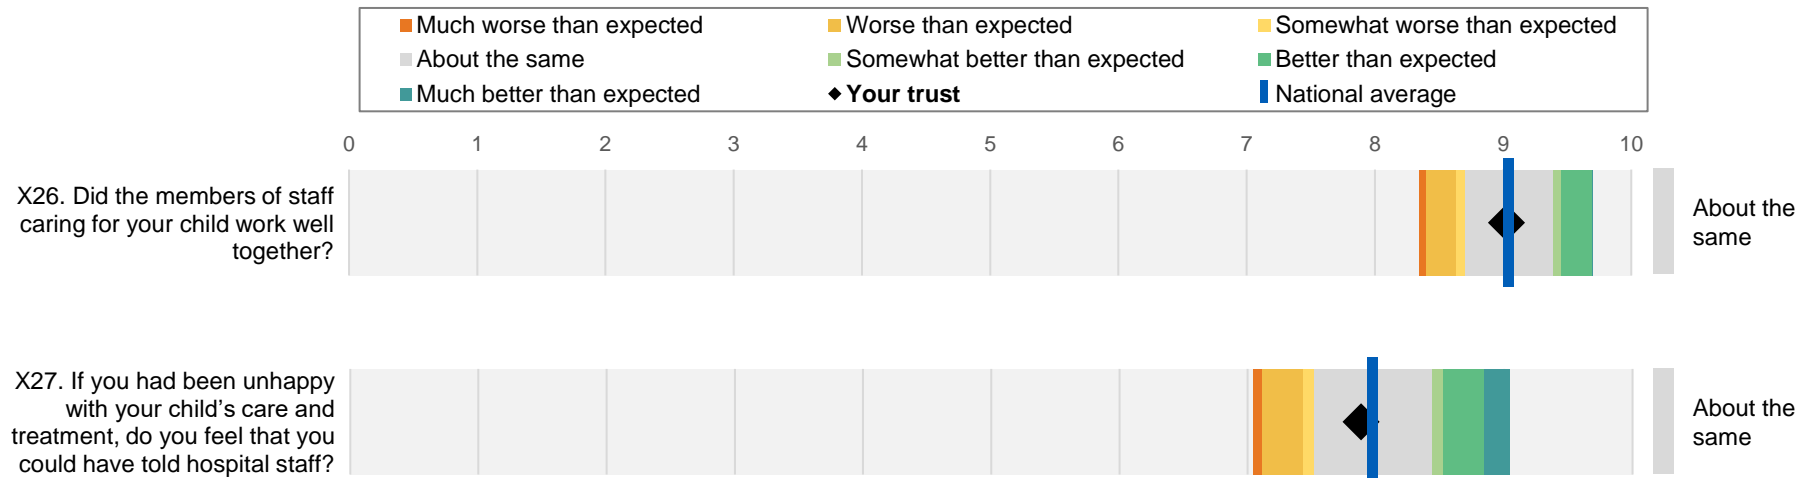 Much worse than expected
Worse than expected
Somewhat worse than expected
About the same
Somewhat better than expected
Better than expected
Much better than expected
Your trust
National average
0 1 2 3 4 5 6 7 8 9 10
X26. Did the members of staff
caring for your child work well
together?
About the
same
X27. If you had been unhappy
with your child’s care and
treatment, do you feel that you
could have told hospital staff?
About the
same